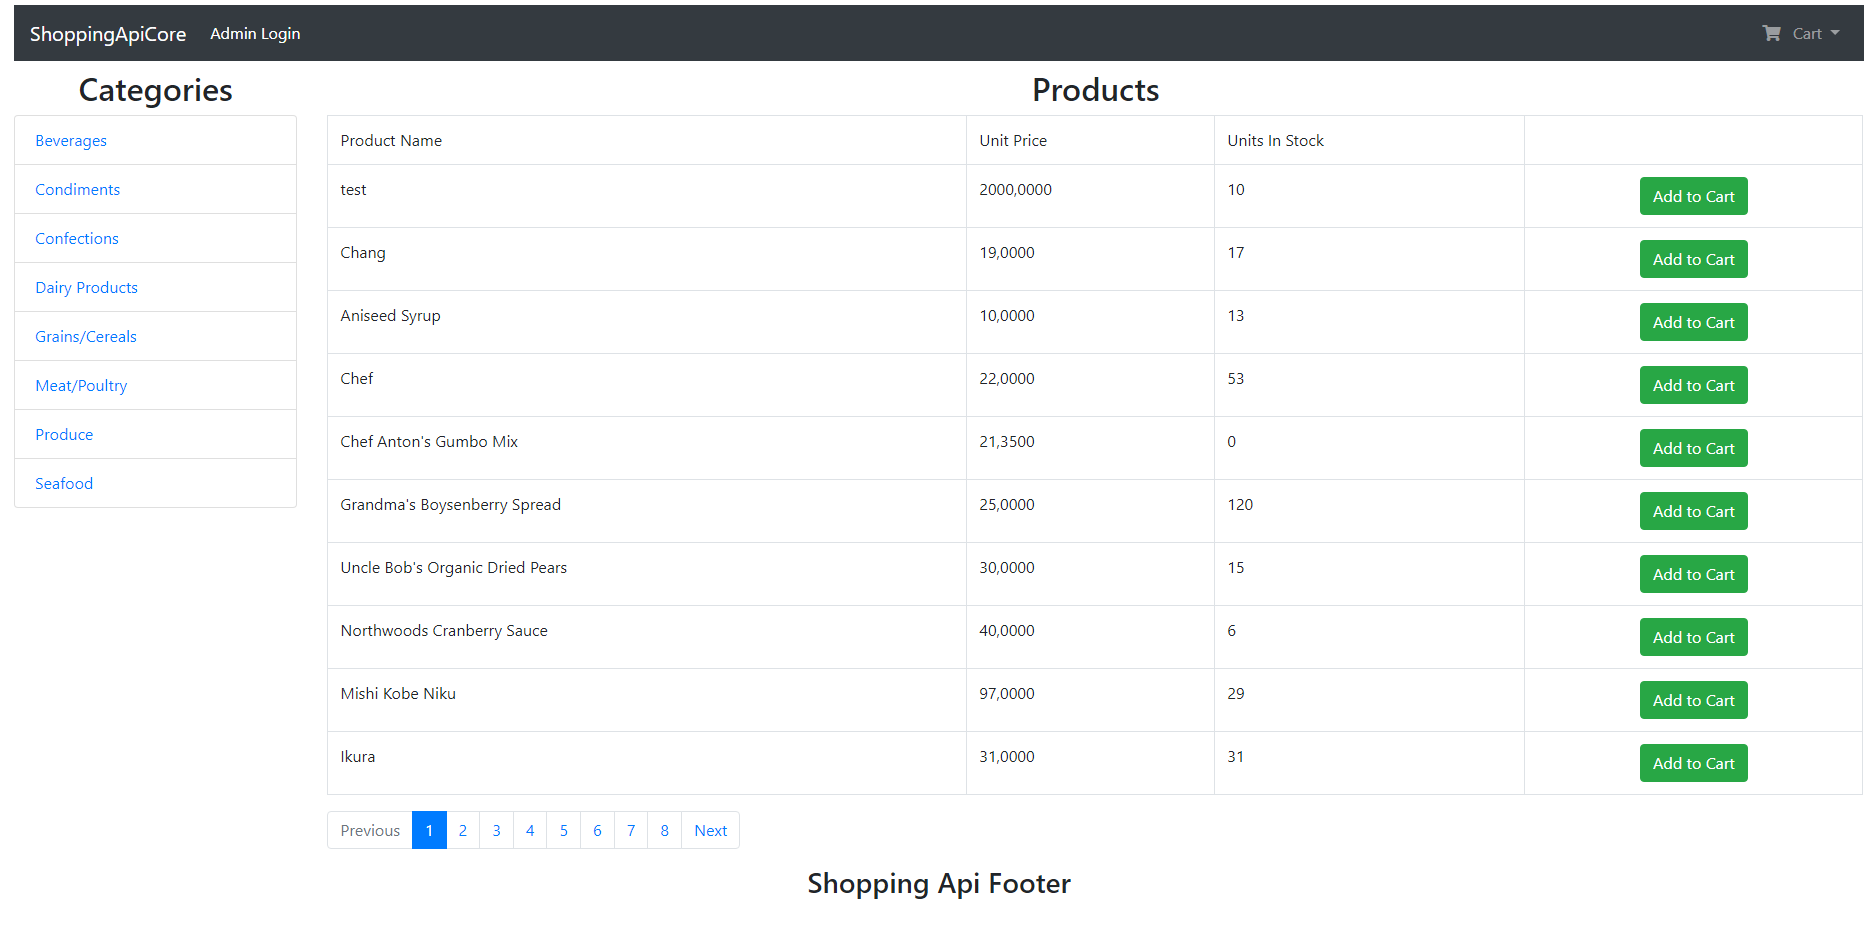 ShoppingApiCore Admin Login Cart
Categories
Beverages
Condiments
Confections
Dairy Products
Grains/Cereals
Meat/Poultry
Produce
Seafood
Products
Product Name Unit Price Units In Stock
test 2000,0000 10 Add to Cart
Chang 19,0000 17 Add to Cart
Aniseed Syrup 10,0000 13 Add to Cart
Chef 22,0000 53 Add to Cart
Chef Anton's Gumbo Mix 21,3500 0 Add to Cart
Grandma's Boysenberry Spread 25,0000 120 Add to Cart
Uncle Bob's Organic Dried Pears 30,0000 15 Add to Cart
Northwoods Cranberry Sauce 40,0000 6 Add to Cart
Mishi Kobe Niku 97,0000 29 Add to Cart
Ikura 31,0000 31 Add to Cart
Previous 1 2 3 4 5 6 7 8 Next
Shopping Api Footer